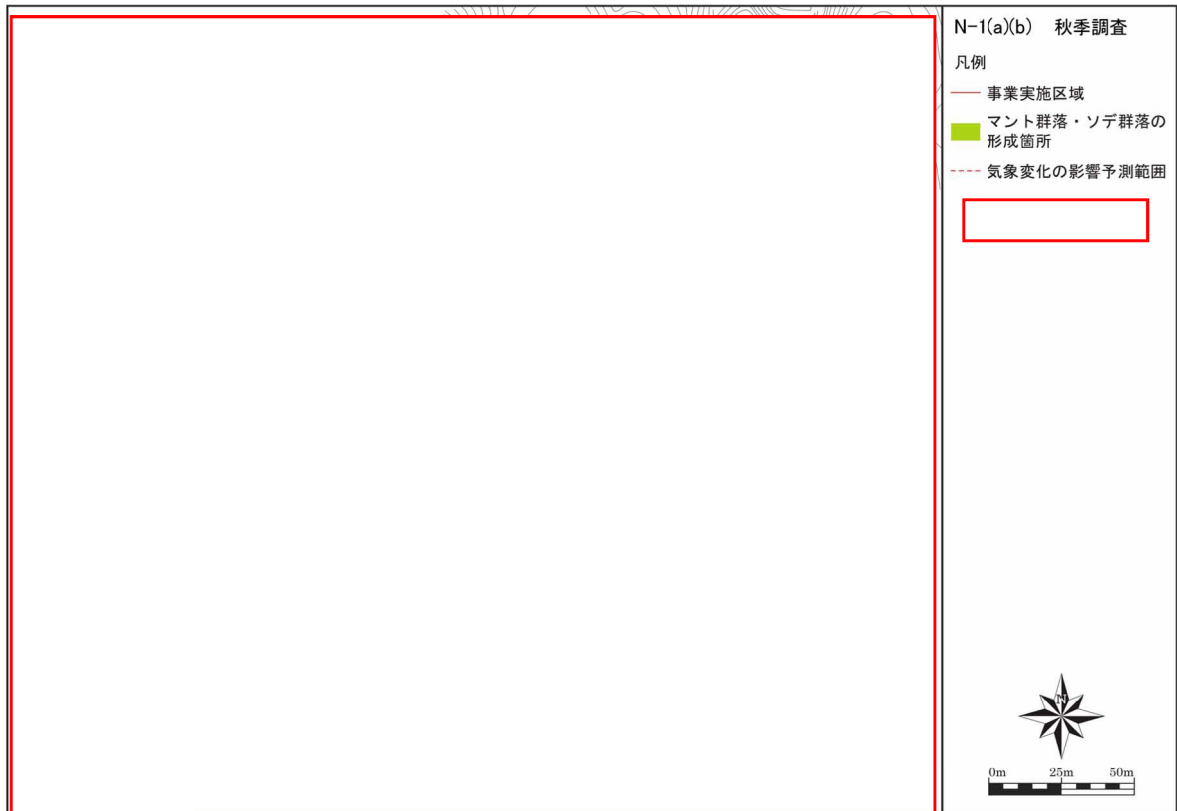 N-1(a)(b) 秋季調査
凡例
事業実施区域
マント群落・ソデ群落の
形成箇所
気象変化の影響予測範囲
N
0m 25m 50m